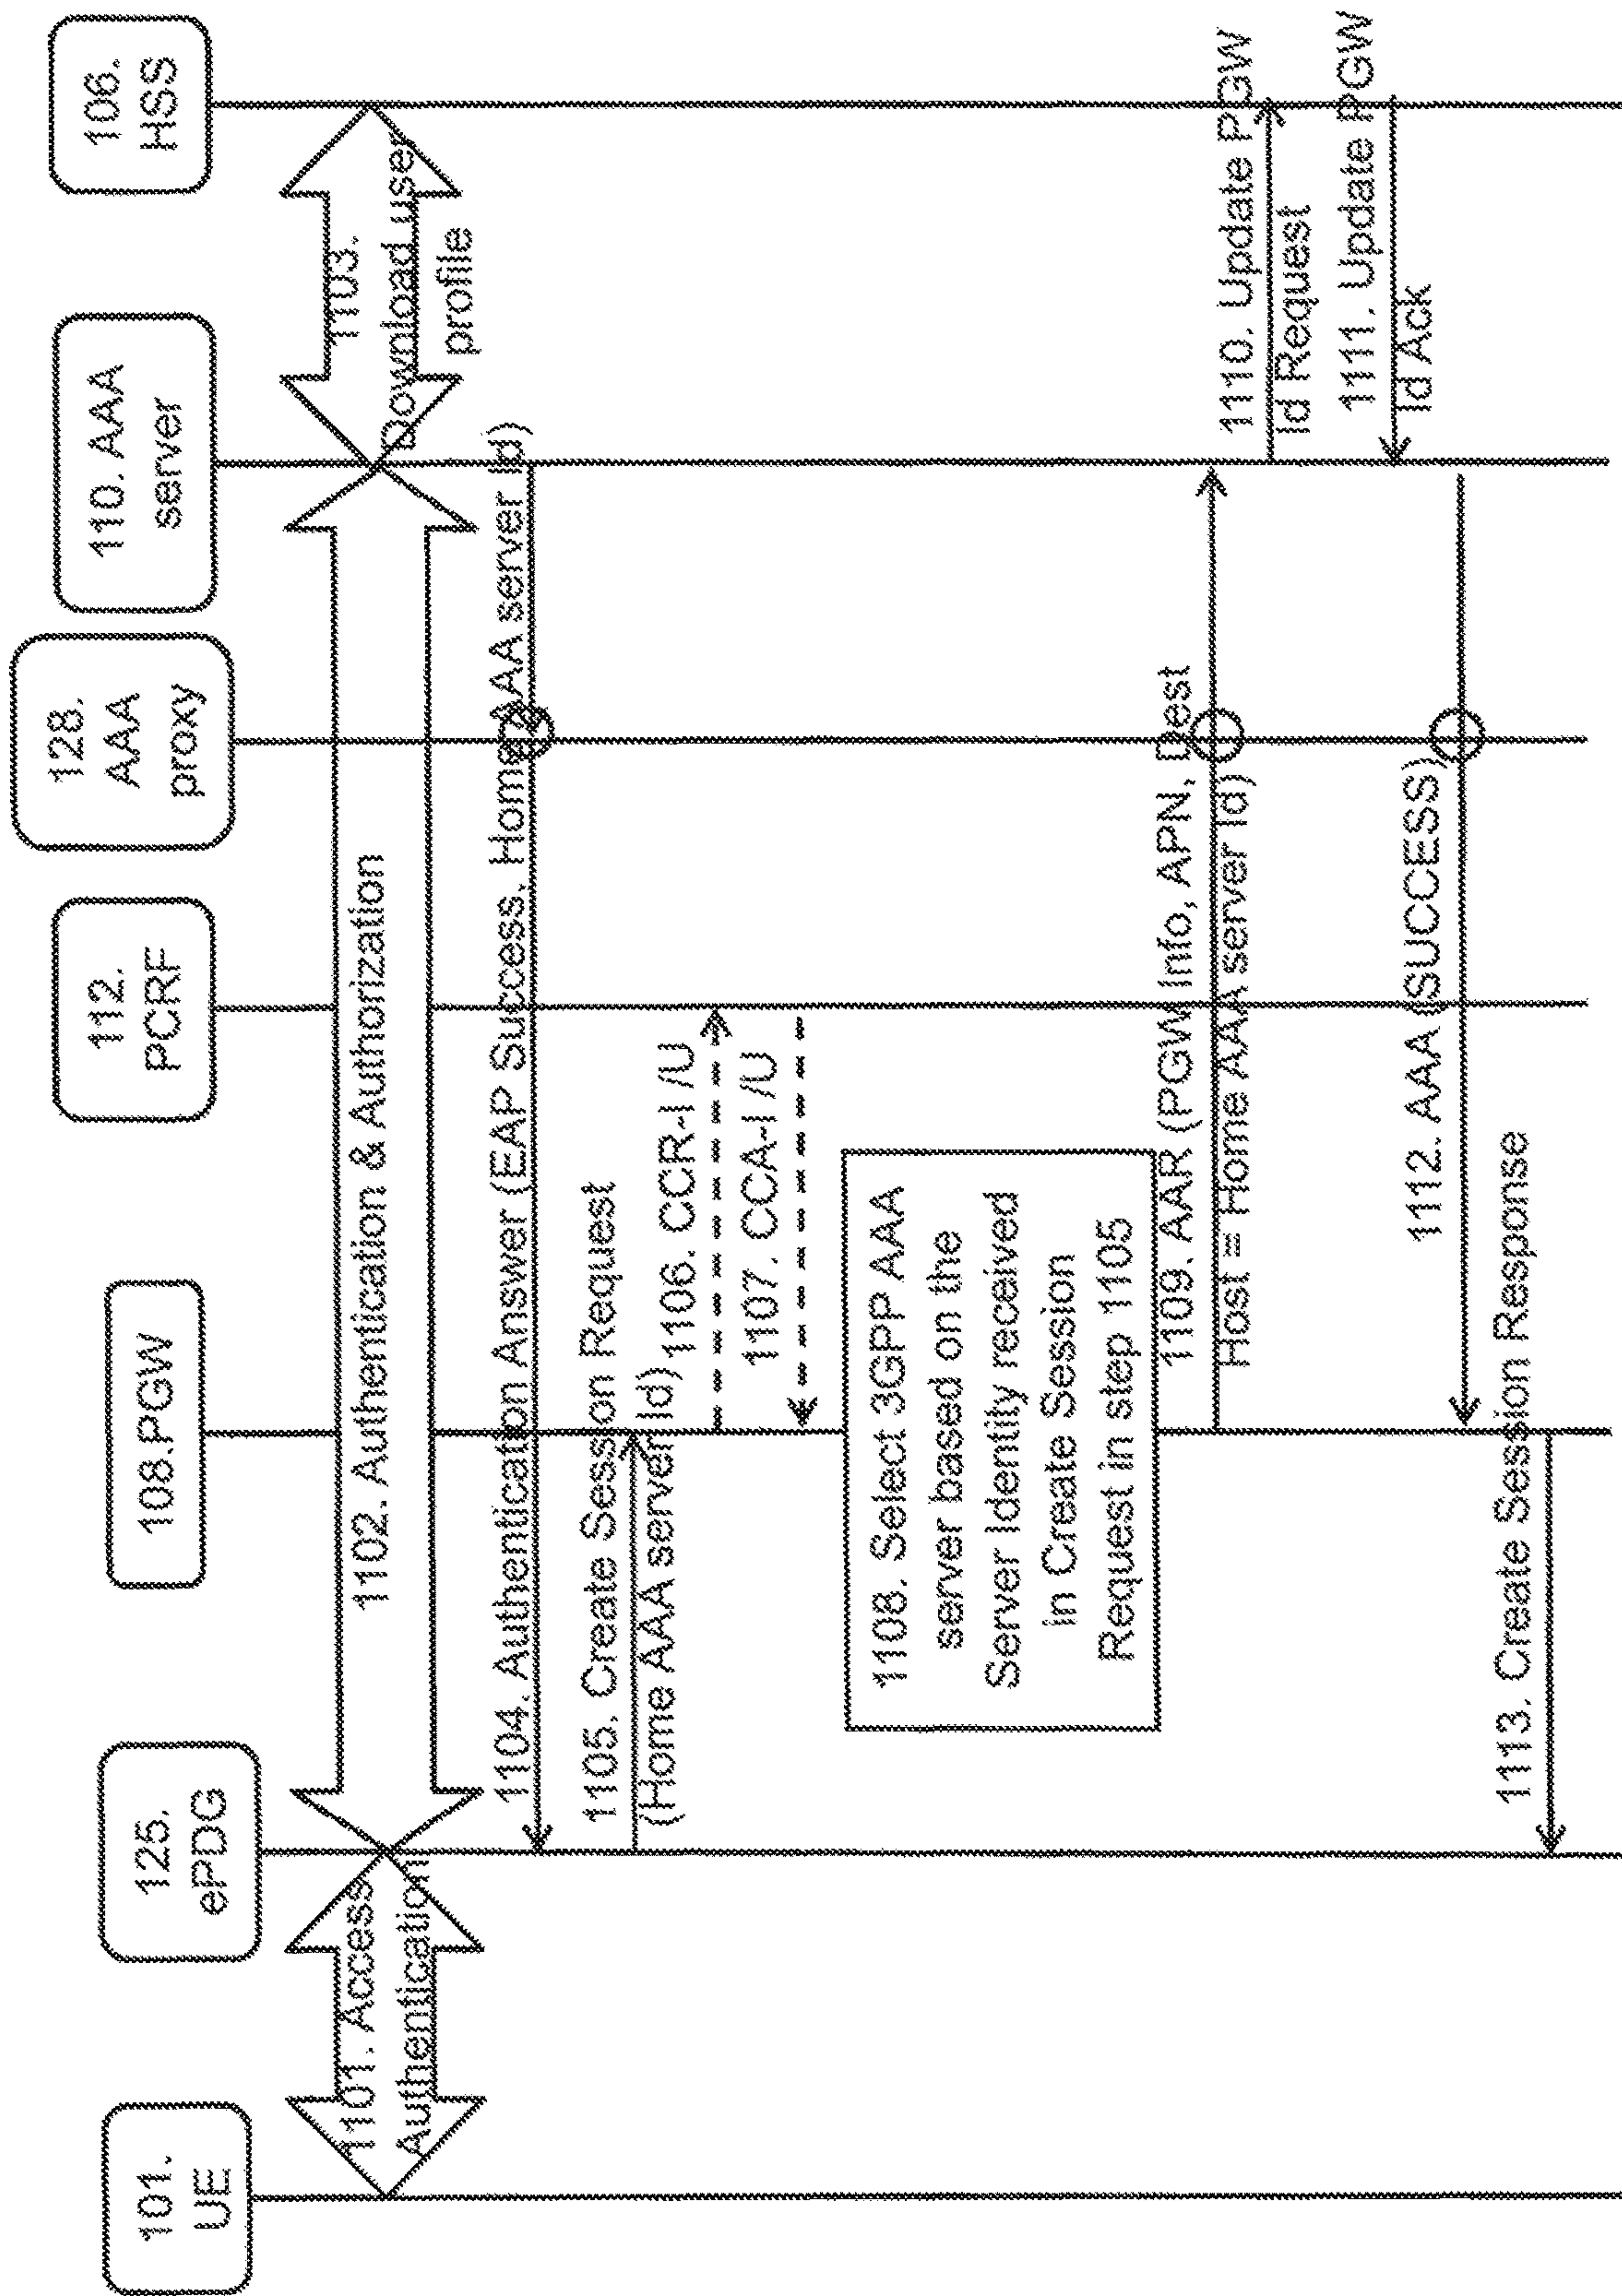 101.
UE
125.
ePDG
108.PGW
112.
PCRF
128.
AAA
proxy
110. AAA
server
106.
HSS
1101. Access
Authentication
1102. Authentication & Authorization
1103.
Download user
profile
1104. Authentication Answer (EAP Success, Home AAA server Id)
1105. Create Session Request
(Home AAA server Id)
1106. CCR-I /U
1107. CCA-I /U
1108. Select 3GPP AAA
server based on the
Server Identity received
in Create Session
Request in step 1105
1109. AAR (PGW Info, APN, Dest
Host = Home AAA server Id)
1110. Update PGW
Id Request
1111. Update PGW
Id Ack
1112. AAA (SUCCESS)
1113. Create Session Response